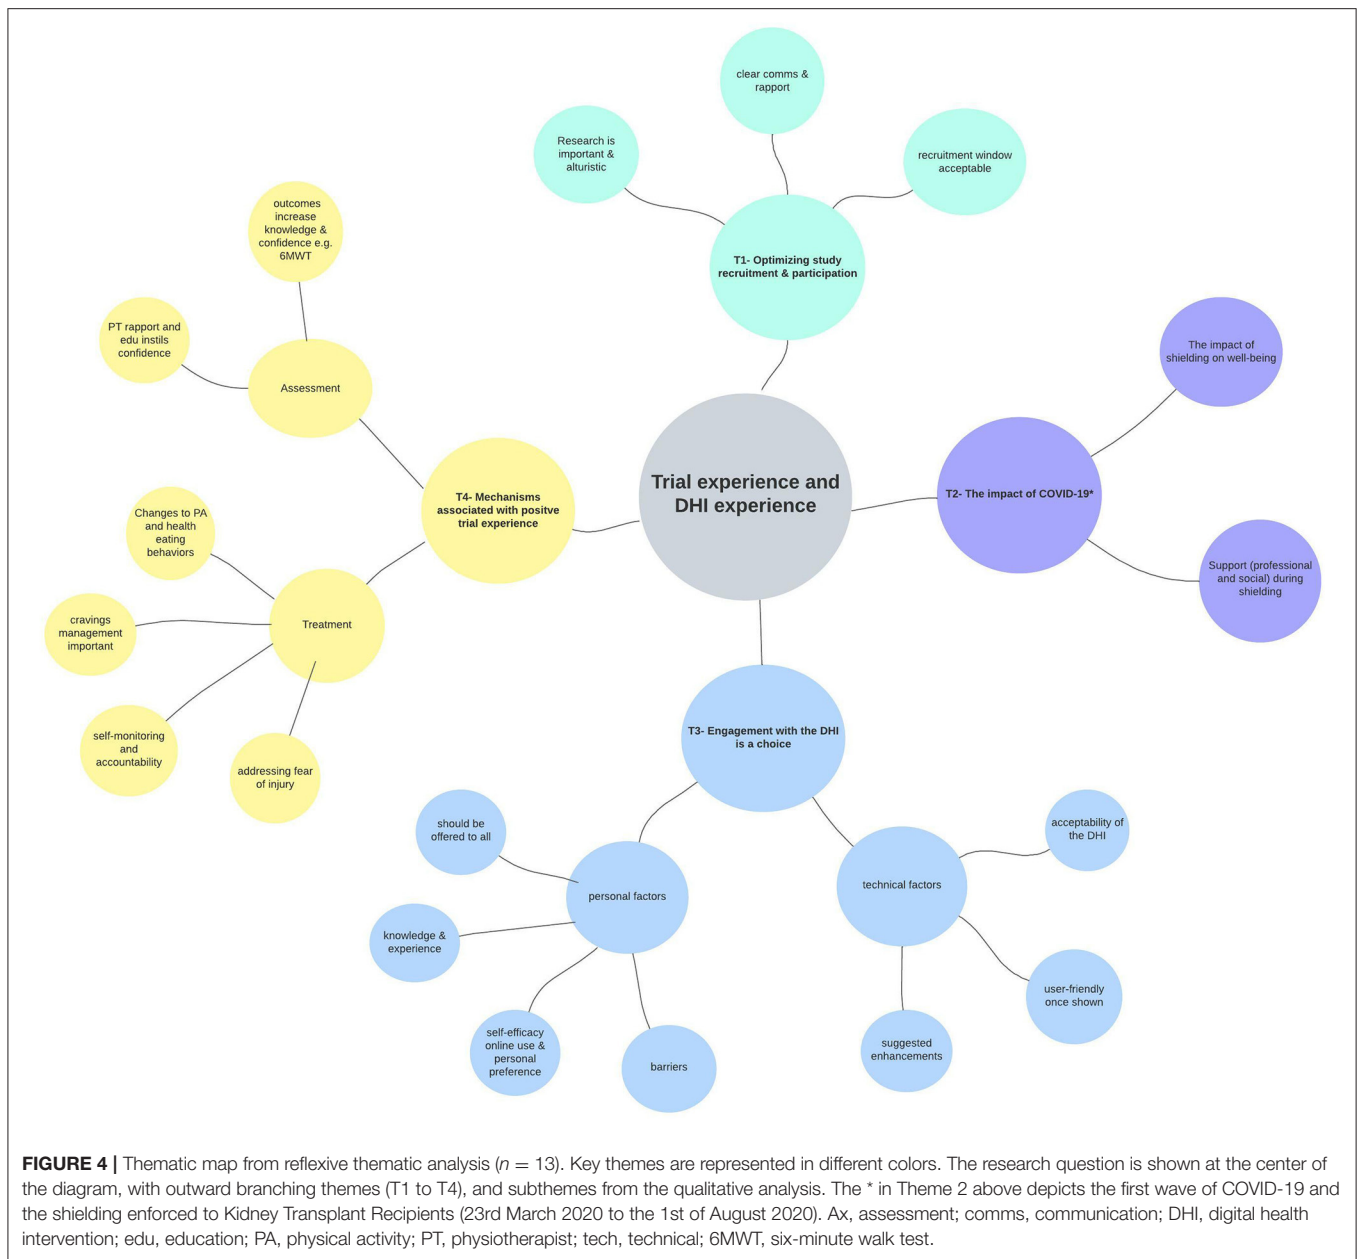 clear comms &
rapport
Research is
important &
alturistic
recruitment window
acceptable
T1- Optimizing study
recruitment & participation
outcomes
increase
knowledge &
confidence e.g.
6MWT
PT rapport and
edu instils
confidence
Assessment
The impact of
shielding on well-being
Trial experience and
DHI experience
T2- The impact of COVID-19*
T4- Mechanisms
associated with positve
trial experience
Changes to PA
and health
eating
behaviors
Support (professional
and social) during
shielding
cravings
management
important
Treatment
self-monitoring
and
accountability
addressing fear
of injury
T3- Engagement with the DHI
is a choice
should be
offered to all
acceptability of
the DHI
personal factors
technical factors
knowledge &
experience
user-friendly
once shown
self-efficacy
online use &
personal
preference
barriers
suggested
enhancements
FIGURE 4 | Thematic map from reflexive thematic analysis (n = 13). Key themes are represented in different colors. The research question is shown at the center of
the diagram, with outward branching themes (T1 to T4), and subthemes from the qualitative analysis. The * in Theme 2 above depicts the first wave of COVID-19 and
the shielding enforced to Kidney Transplant Recipients (23rd March 2020 to the 1st of August 2020). Ax, assessment; comms, communication; DHI, digital health
intervention; edu, education; PA, physical activity; PT, physiotherapist; tech, technical; 6MWT, six-minute walk test.